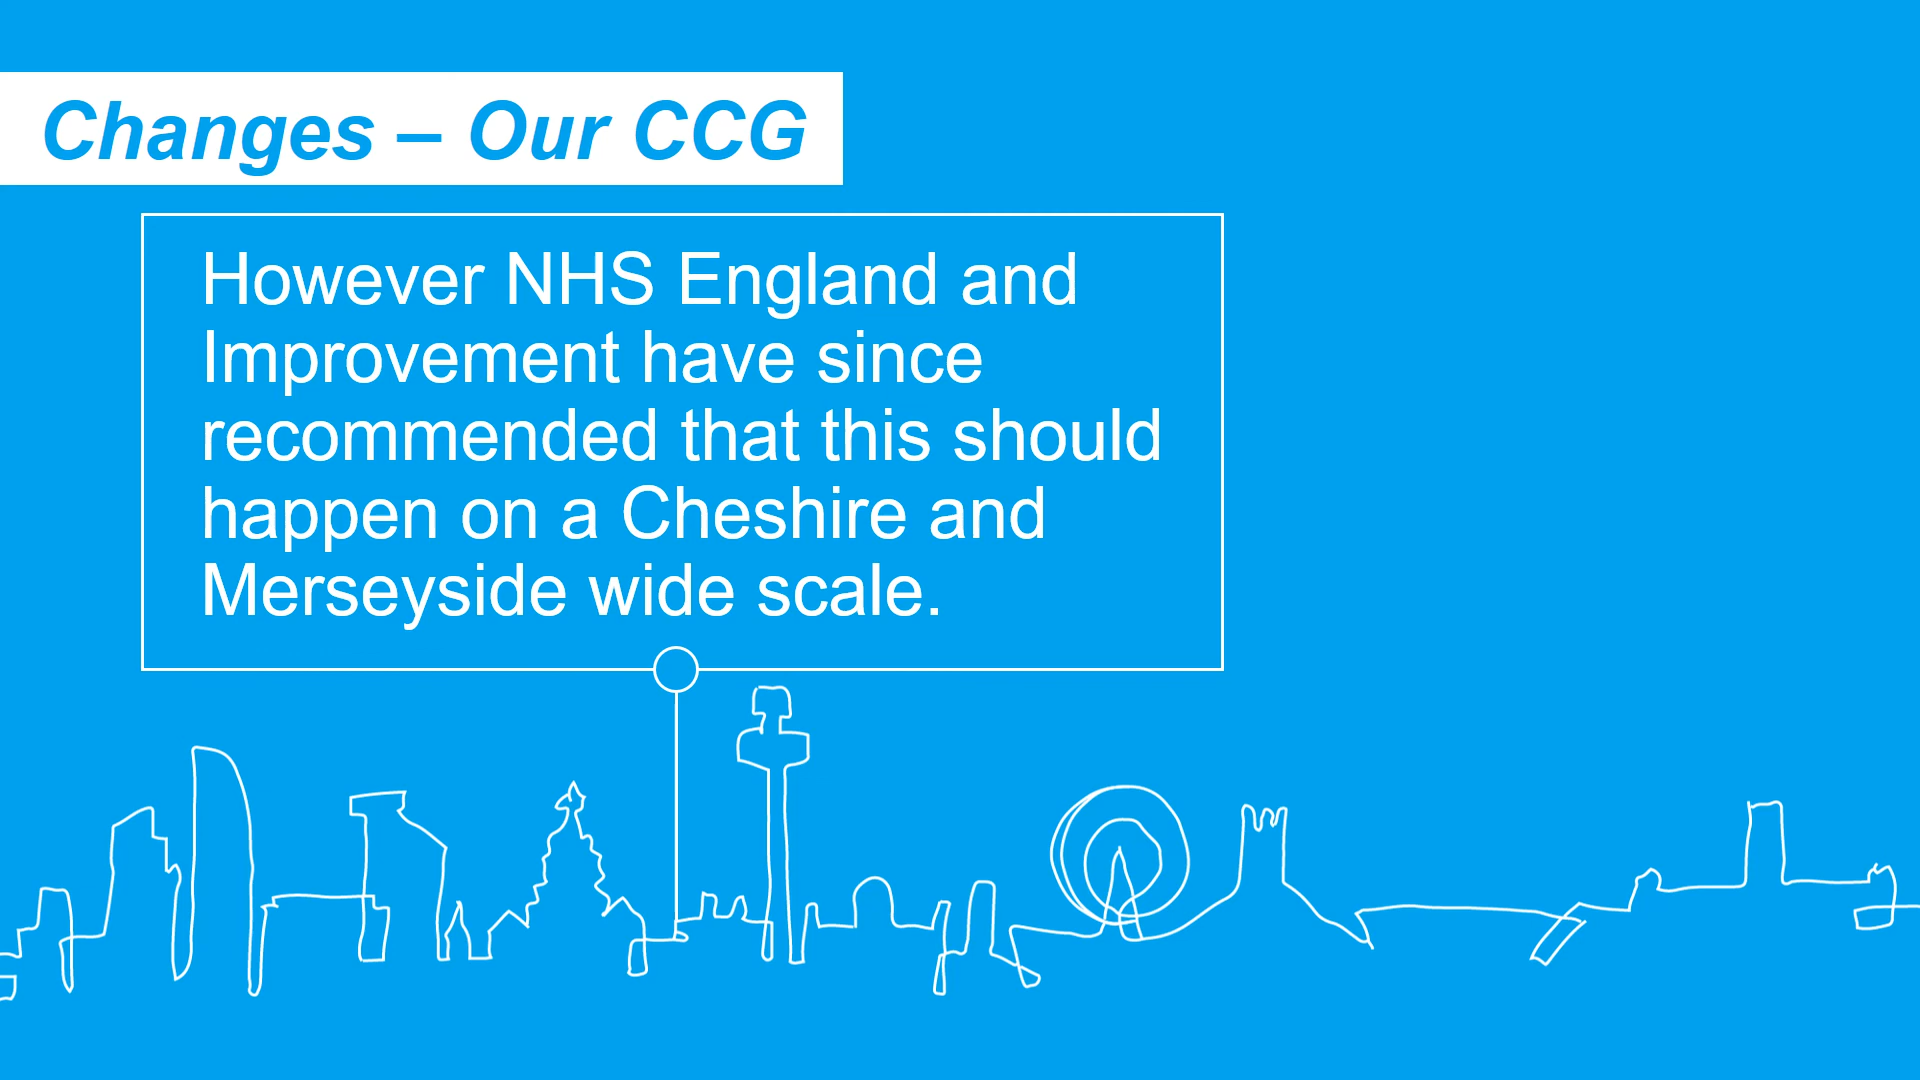 Changes – Our CCG
However NHS England and
Improvement have since
recommended that this should
happen on a Cheshire and
Merseyside wide scale.